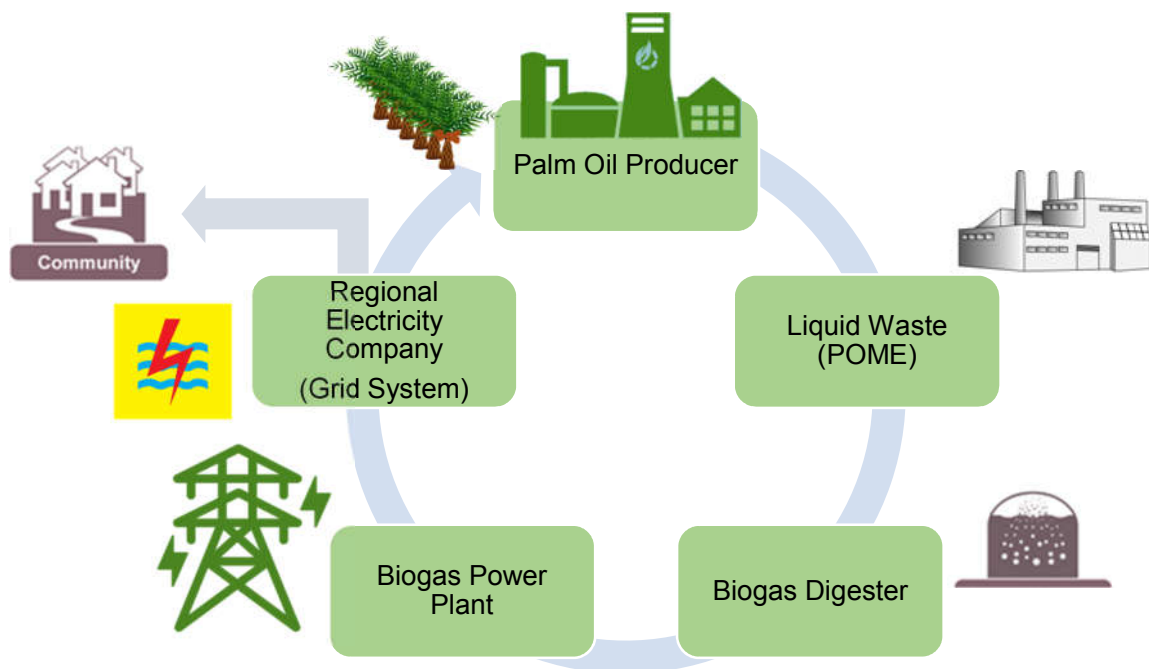 Palm Oil Producer
Community
Regional
Electricity
Company
(Grid System)
Liquid Waste
(POME)
Biogas Power
Plant
Biogas Digester